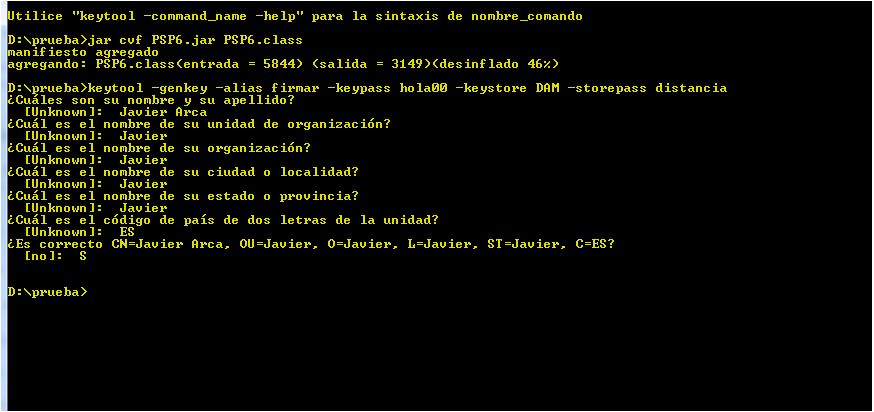 Utilice "keytool -command_name -help" para la sintaxis de nombre_comando
D:\prueba>jar cvf PSP6.jar PSP6.class
manifiesto agregado
agregando: PSP6.class(entrada = 5844) (salida = 3149)(desinflado 46%)
D:\prueba>keytool -genkey -alias firmar -keypass hola00 -keystore DAM -storepass distancia
¿Cuáles son su nombre y su apellido?
[Unknown]: Javier Arca
¿Cuál es el nombre de su unidad de organización?
[Unknown]: Javier
¿Cuál es el nombre de su organización?
[Unknown]: Javier
¿Cuál es el nombre de su ciudad o localidad?
[Unknown]: Javier
¿Cuál es el nombre de su estado o provincia?
[Unknown]: Javier
¿Cuál es el código de país de dos letras de la unidad?
[Unknown]: ES
¿Es correcto CN=Javier Arca, OU=Javier, O=Javier, L=Javier, ST=Javier, C=ES?
[no]: S
D:\prueba>